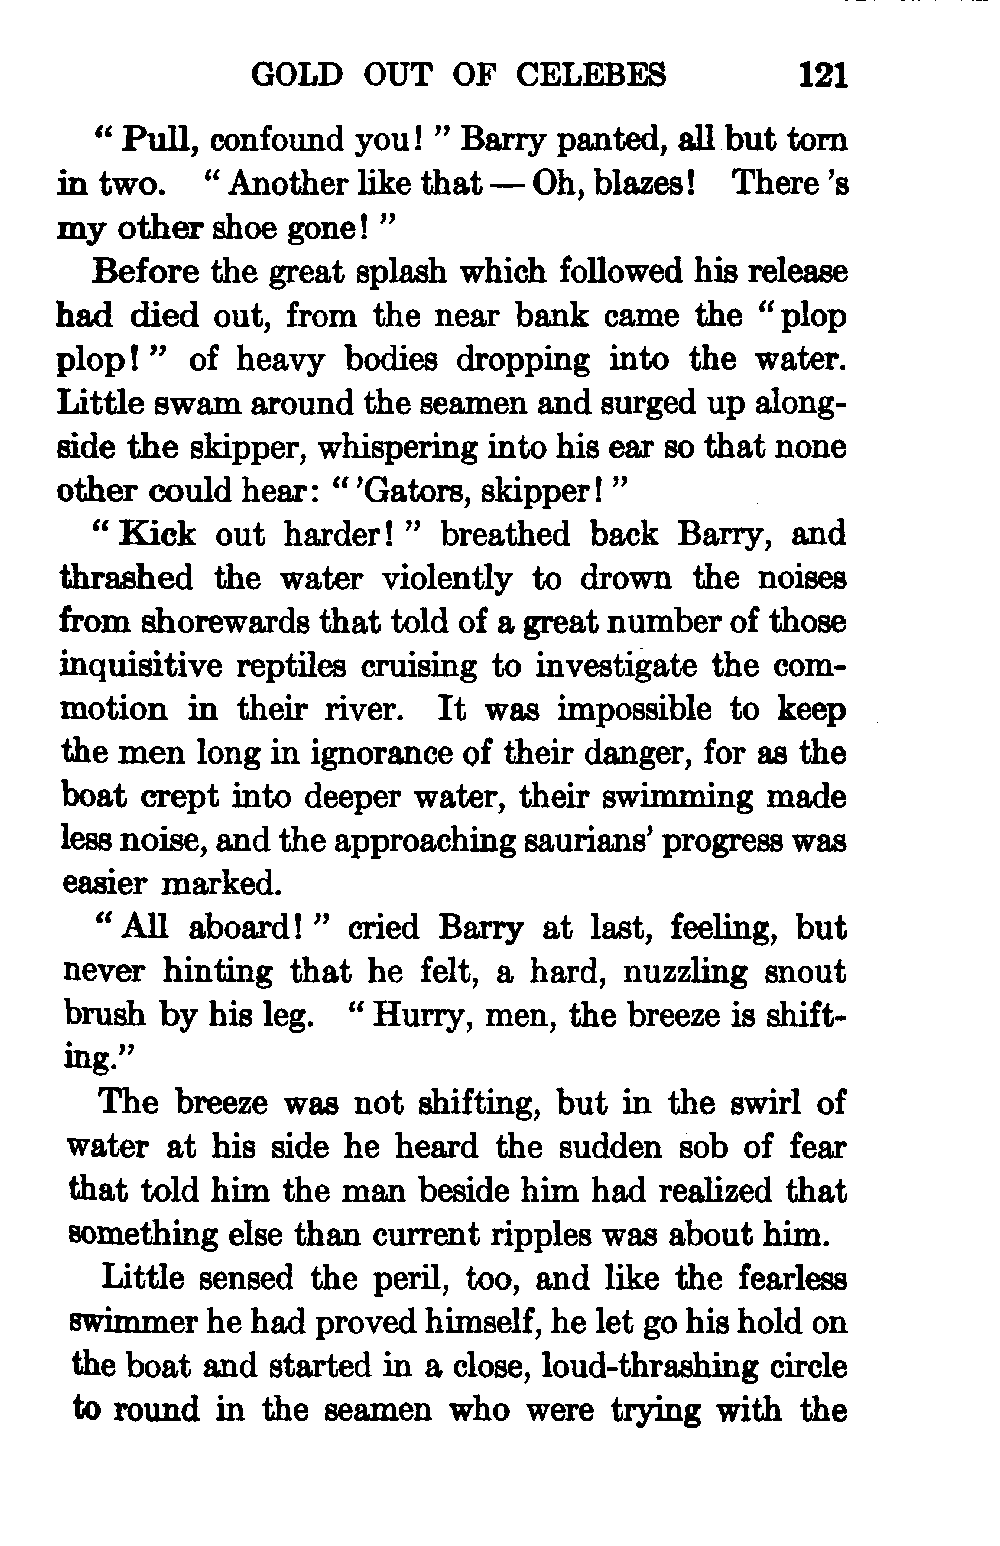 GOLD OUT OF CELEBES 121
“ Pull, confound you! ” Barry panted, all but torn
in two. “ Another like that — Oh, blazes! There ’s
my other shoe gone! ”
Before the great splash which followed his release
had died out, from the near bank came the “ plop
plop! ” of heavy bodies dropping into the water.
Little swam around the seamen and surged up along-
side the skipper, whispering into his ear so that none
other could hear: “ ’Gators, skipper! ”
“ Kick out harder! ” breathed back Barry, and
thrashed the water violently to drown the noises
from shorewards that told of a great number of those
inquisitive reptiles cruising to investigate the com-
motion in their river. It was impossible to keep
the men long in ignorance of their danger, for as the
boat crept into deeper water, their swimming made
less noise, and the approaching saurians’ progress was
easier marked.
“ All aboard! ” cried Barry at last, feeling, but
never hinting that he felt, a hard, nuzzling snout
brush by his leg. “ Hurry, men, the breeze is shift-
ing.”
The breeze was not shifting, but in the swirl of
water at his side he heard the sudden sob of fear
that told him the man beside him had realized that
something else than current ripples was about him.
Little sensed the peril, too, and like the fearless
swimmer he had proved himself, he let go his hold on
the boat and started in a close, loud-thrashing circle
to round in the seamen who were trying with the